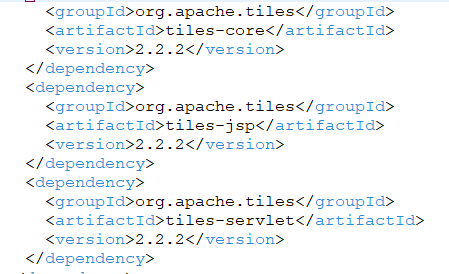 <groupId>org.apache.tiles</groupId>
<artifactId>tiles-core</artifactId>
<version>2.2.2</version>
</dependency>
<dependency>
<groupId>org.apache.tiles</groupId>
<artifactId>tiles-jsp</artifactId>
<version>2.2.2</version>
</dependency>
<dependency>
<groupId>org.apache.tiles</groupId>
<artifactId>tiles-servlet</artifactId>
<version>2.2.2</version>
</dependency>